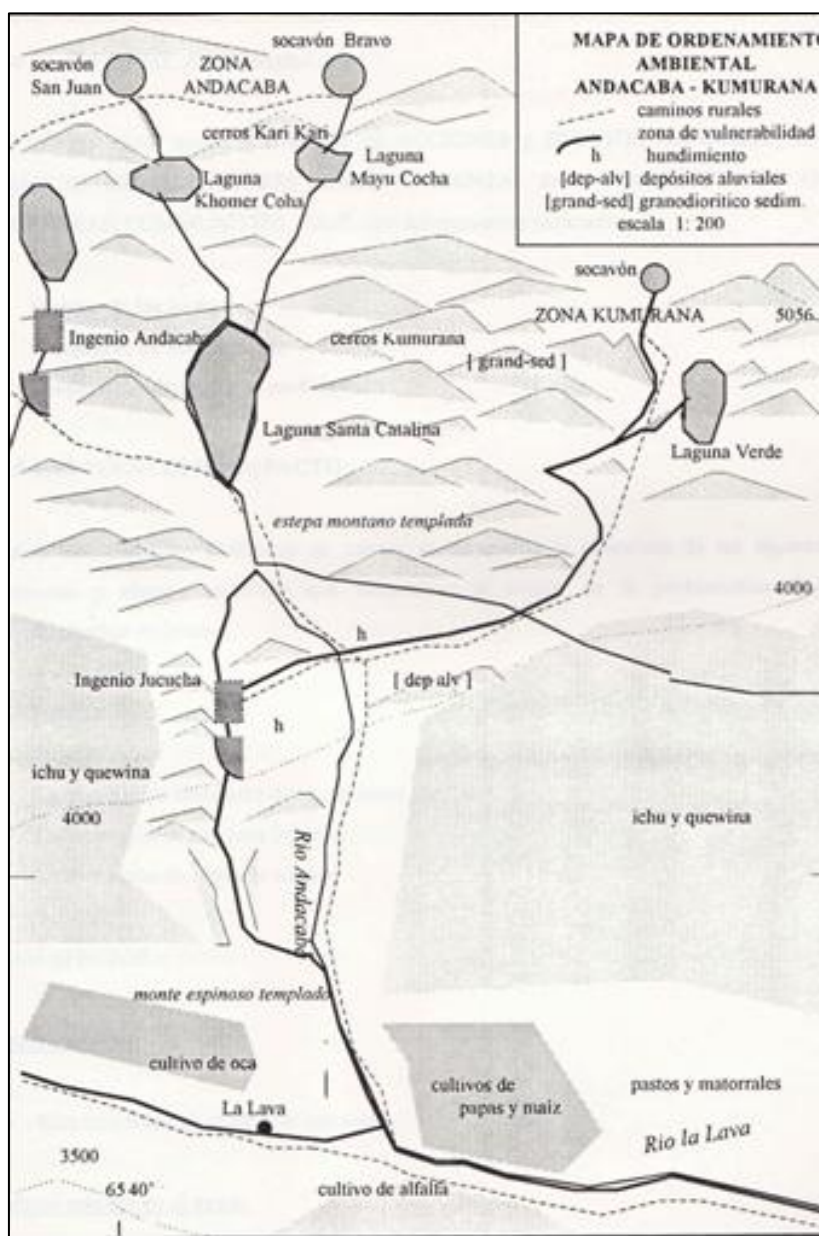 MAPA DE ORDENAMIENTO
AMBIENTAL
ANDACABA - KUMURANA
caminos rurales
zona de vulnerabilidad
h hundimiento
[dep-alv] depósitos aluviales
[grand-sed] granodioritico sedim.
escala 1: 200
socavón Bravo
socavón
San Juan
ZONA
ANDACABA
cerros Kari Kari
Laguna
Mayu Cocha
Laguna
Khomer Coha
socavón
ZONA KUMURANA
5056.
Ingenio Andacaba
cerros Kumurana
[ grand-sed ]
Laguna Santa Catalina
Laguna Verde
estepa montano templada
4000
h
Ingenio Jucucha
[ dep alv ]
h
ichu y quewina
ichu y quewina
4000
Rio Andacaba
monte espinoso templado
cultivo de oca
cultivos de
papas y maiz
pastos y matorrales
La Lava
Rio la Lava
3500
65 40°
cultivo de alfalfa